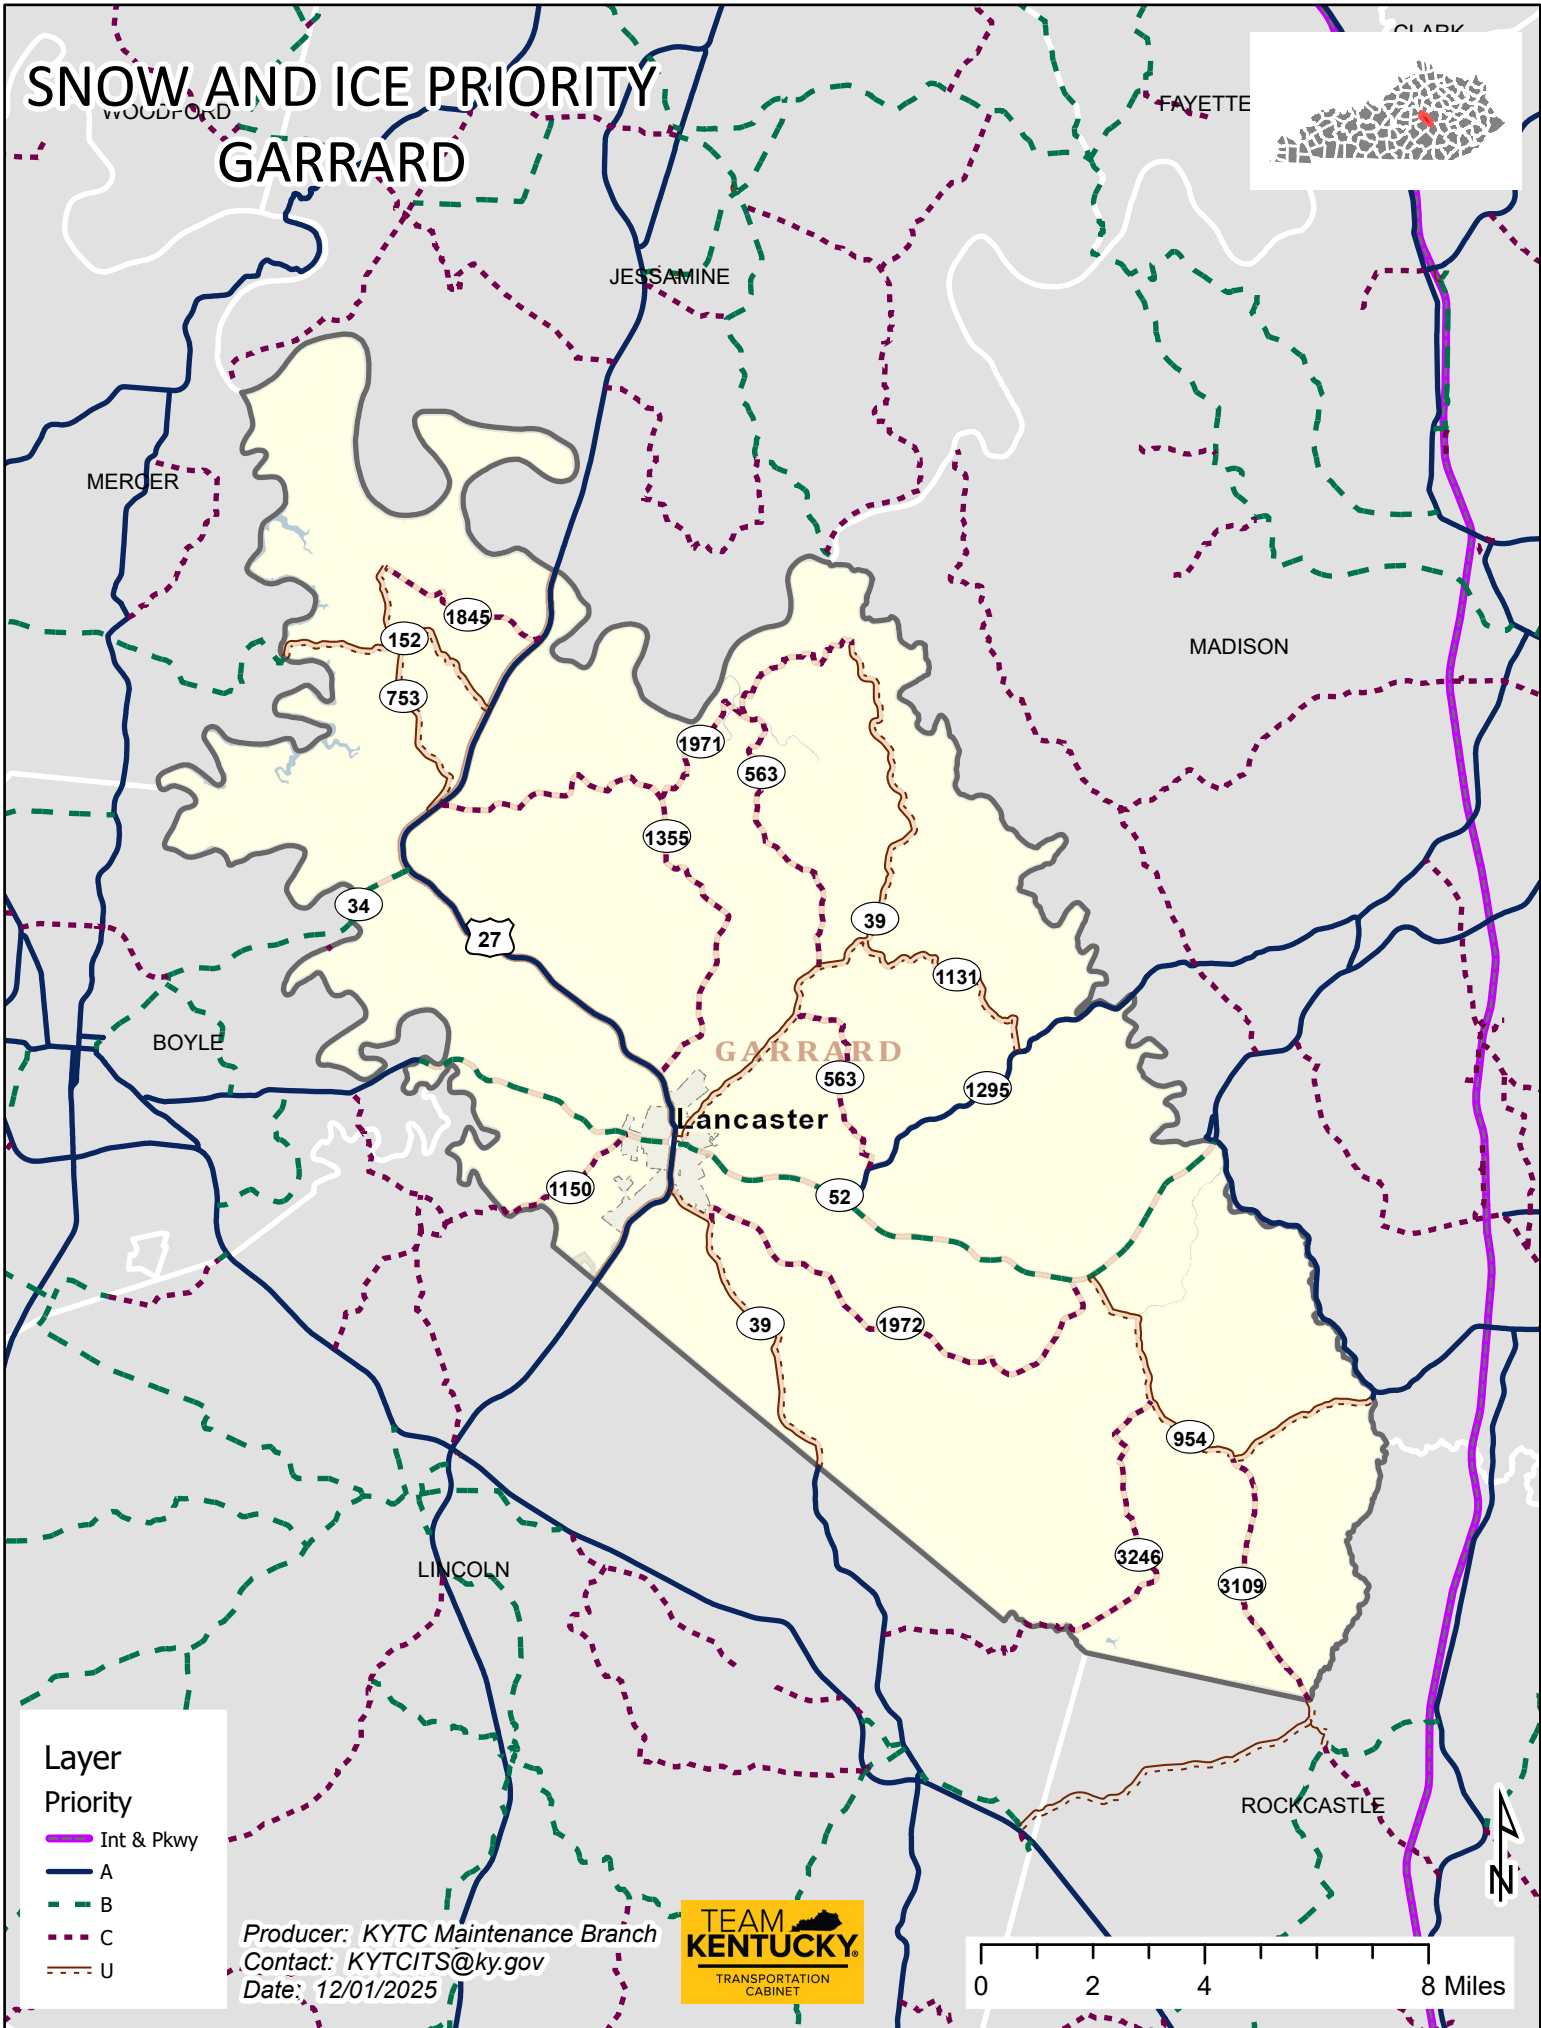 SNOW AND ICE PRIORITY
GARRARD
WOODFORD
CLARK
FAYETTE
JESSAMINE
MERCER
MADISON
1845
152
753
1971
563
1355
34
27
39
1131
BOYLE
GARRARD
563
1295
Lancaster
1150
52
39
1972
954
3246
3109
LINCOLN
ROCKCASTLE
Layer
Priority
Int & Pkwy
A
B
C
U
Producer: KYTC Maintenance Branch
Contact: KYTCITS@ky.gov
Date: 12/01/2025
TEAM
KENTUCKY®
TRANSPORTATION
CABINET
0 2 4 8 Miles
N